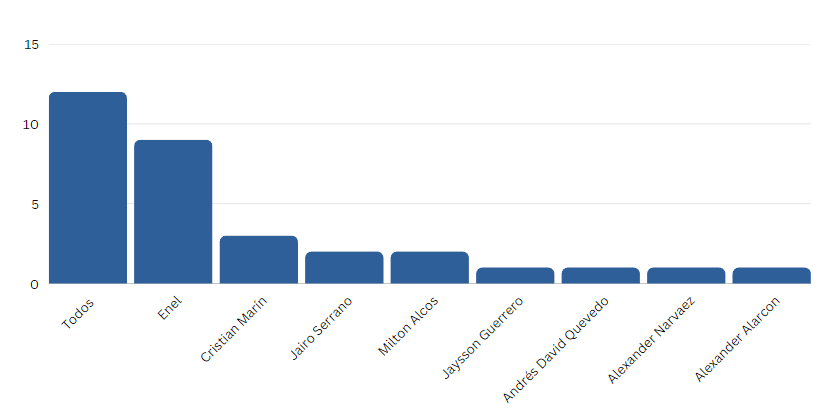 15
10
5
0
Todos
Enel
Cristian Marín
Jairo Serrano
Milton Alcos
Jaysson Guerrero
Andrés David Quevedo
Alexander Narvaez
Alexander Alarcon